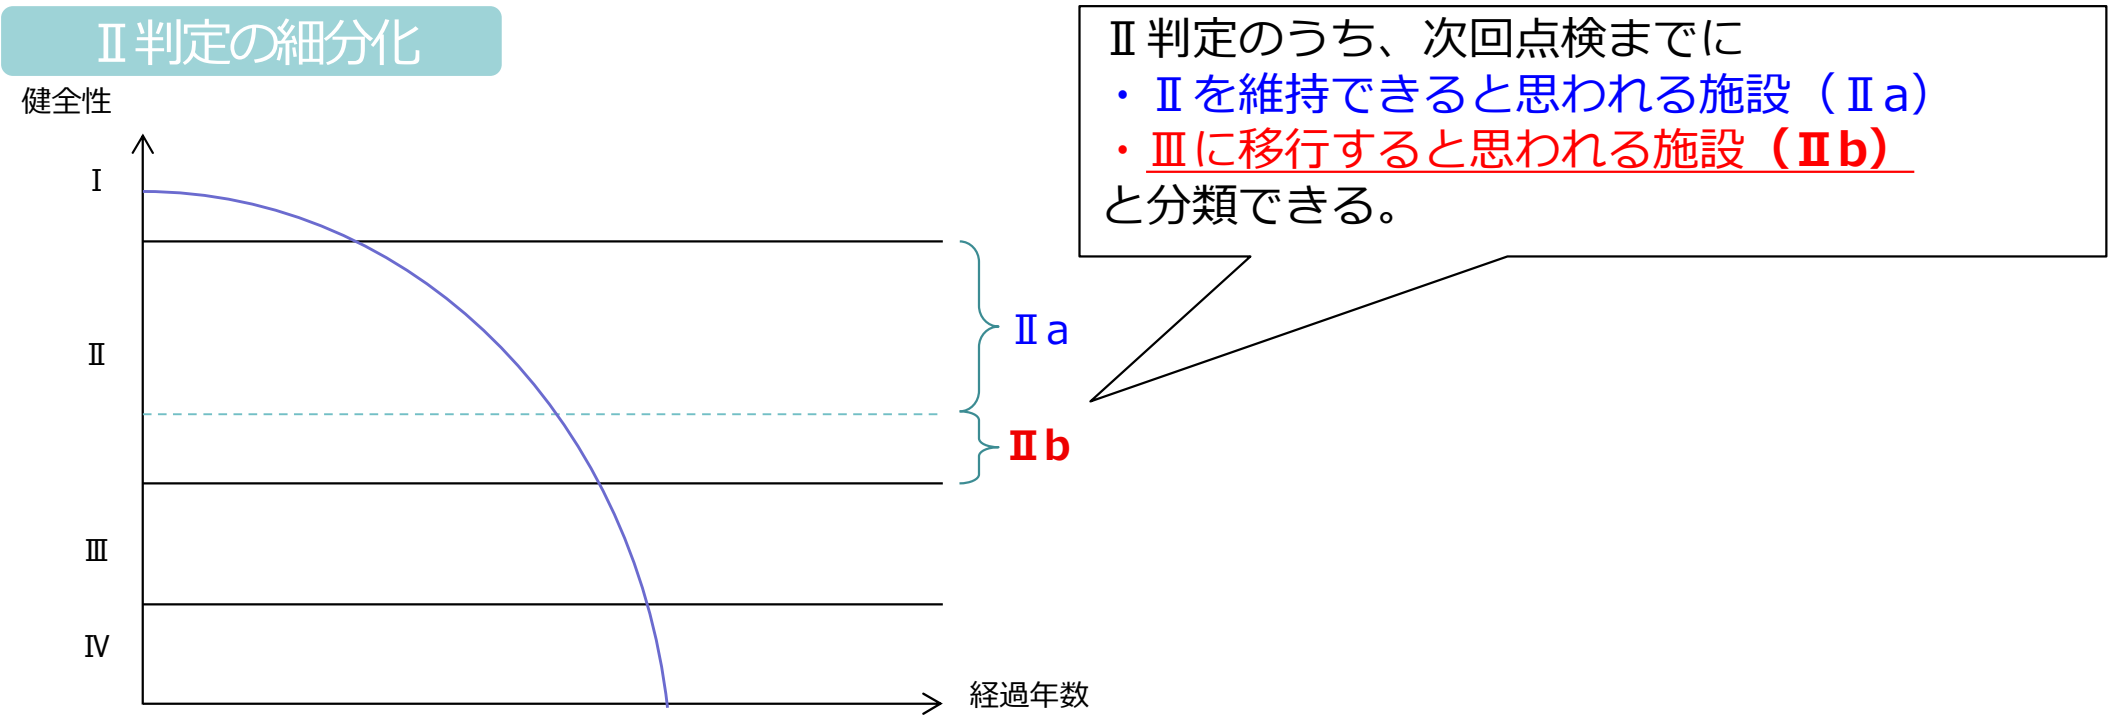 Ⅱ判定の細分化
健全性
Ⅰ
Ⅱ
Ⅲ
Ⅳ
経過年数
Ⅱa
Ⅱb
Ⅱ判定のうち、次回点検までに
・Ⅱを維持できると思われる施設（Ⅱa）
・Ⅲに移行すると思われる施設（Ⅱb）
と分類できる。